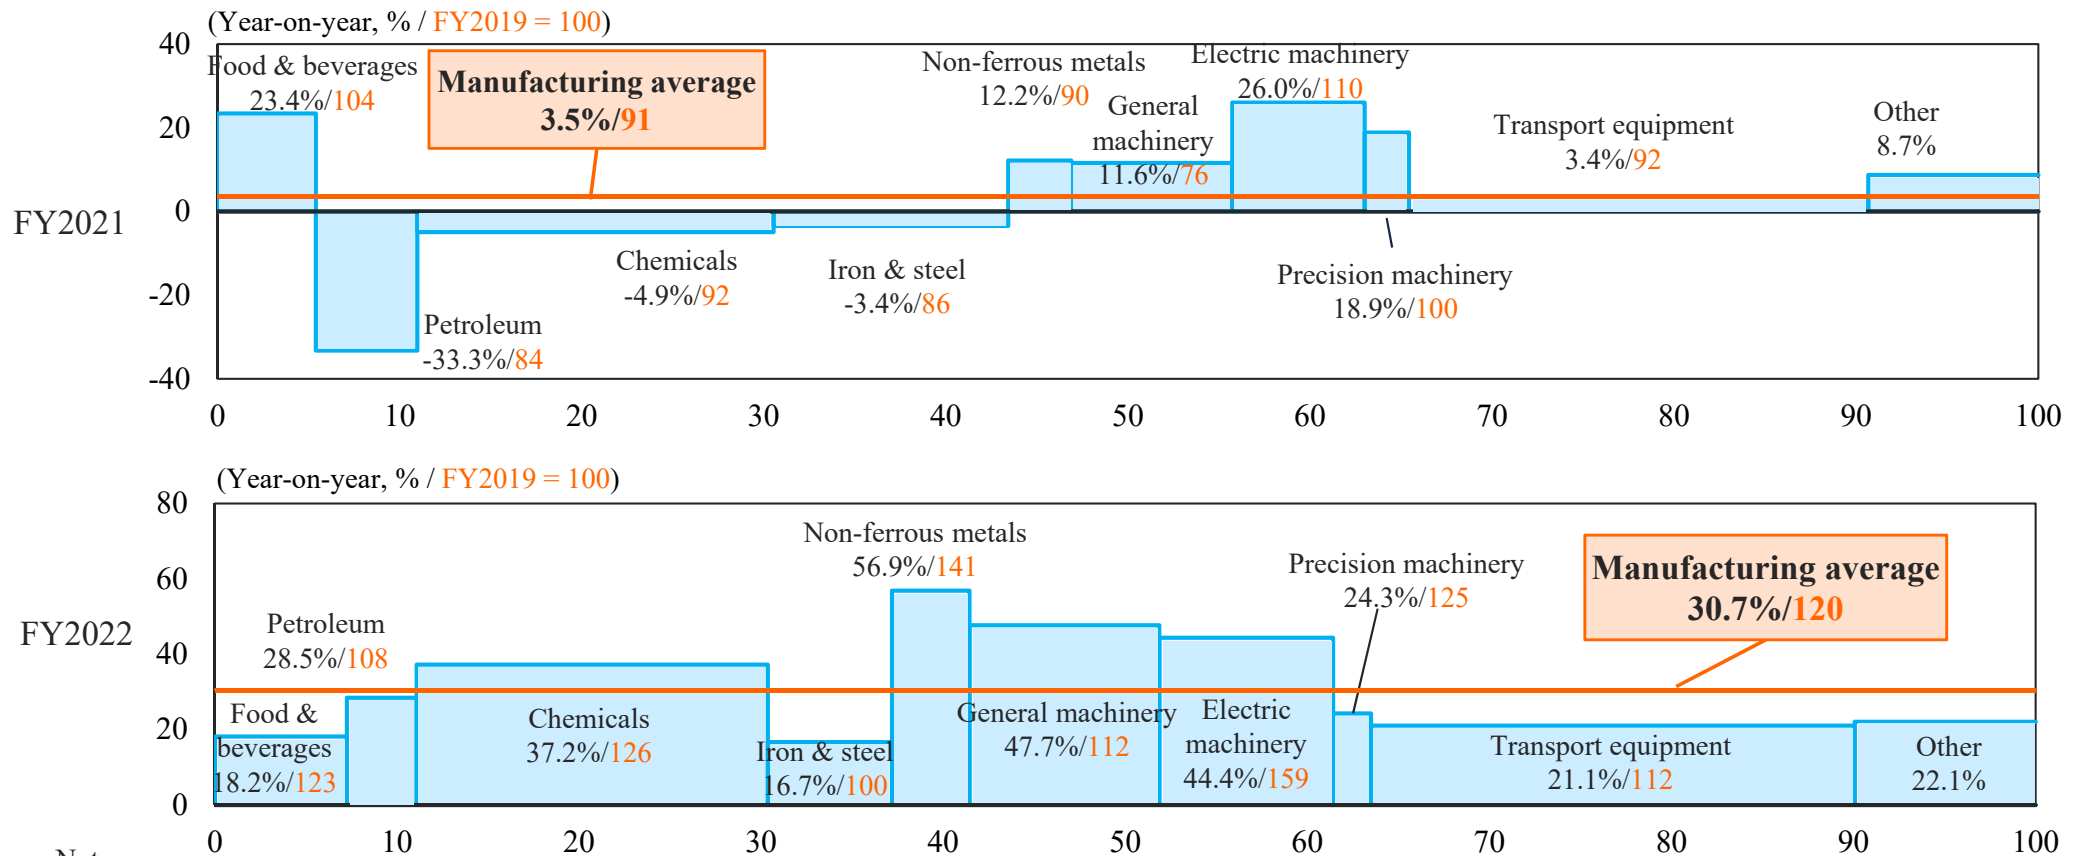 (Year-on-year, % / FY2019 = 100)
40
20
0
-20
-40
FY2021
Food & beverages
23.4%/104
Manufacturing average
3.5%/91
Petroleum
-33.3%/84
Chemicals
-4.9%/92
Iron & steel
-3.4%/86
Non-ferrous metals
12.2%/90
General
machinery
11.6%/76
Electric machinery
26.0%/110
Precision machinery
18.9%/100
Transport equipment
3.4%/92
Other
8.7%
0 10 20 30 40 50 60 70 80 90 100
(Year-on-year, % / FY2019 = 100)
80
60
40
20
0
FY2022
Food &
beverages
18.2%/123
Petroleum
28.5%/108
Chemicals
37.2%/126
Iron & steel
16.7%/100
Non-ferrous metals
56.9%/141
General machinery
47.7%/112
Electric
machinery
44.4%/159
Precision machinery
24.3%/125
Manufacturing average
30.7%/120
Transport equipment
21.1%/112
Other
22.1%
0 10 20 30 40 50 60 70 80 90 100